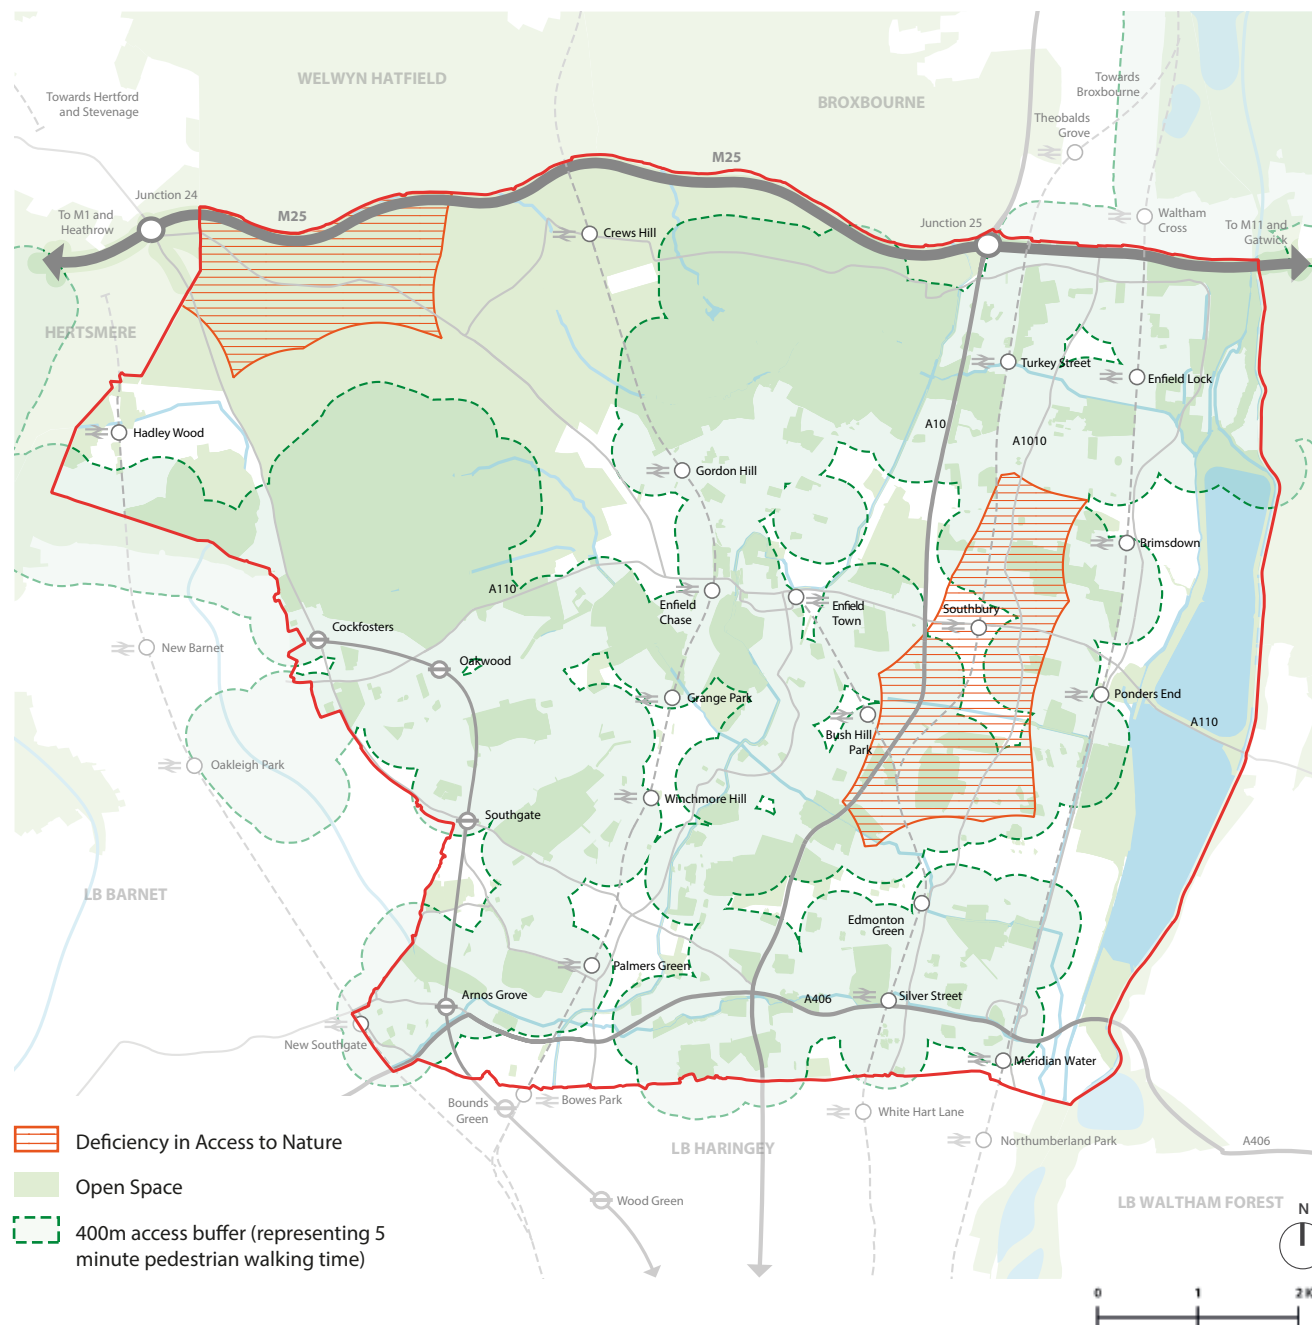 WELWYN HATFIELD
Towards Hertford
and Stevenage
BROXBOURNE
Towards
Broxbourne
Theobalds
Grove
M25
Junction 24
M25
To M1 and
Heathrow
Crews Hill
Junction 25
Waltham
Cross
To M11 and
Gatwick
HERTSMERE
Turkey Street
Enfield Lock
Hadley Wood
A10
A1010
Gordon Hill
Brimsdown
A110
Enfield
Chase
Enfield
Town
Southbury
Cockfosters
New Barnet
Oakwood
Grange Park
Ponders End
A110
Bush Hill
Park
Oakleigh Park
Winchmore Hill
Southgate
LB BARNET
Edmonton
Green
Palmers Green
Arnos Grove
A406
Silver Street
New Southgate
Meridian Water
Bounds
Green
Bowes Park
White Hart Lane
Northumberland Park
A406
LB HARINGEY
Wood Green
LB WALTHAM FOREST
Deficiency in Access to Nature
Open Space
400m access buffer (representing 5
minute pedestrian walking time)
N
0 1 2 K